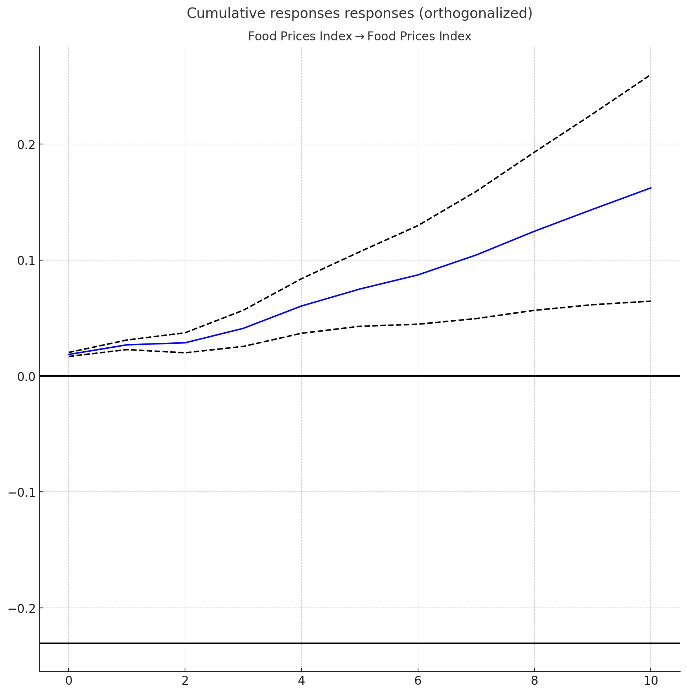 Cumulative responses responses (orthogonalized)
Food Prices Index→Food Prices Index
0.2
0.1
0.0
−0.1
−0.2
0 2 4 6 8 10